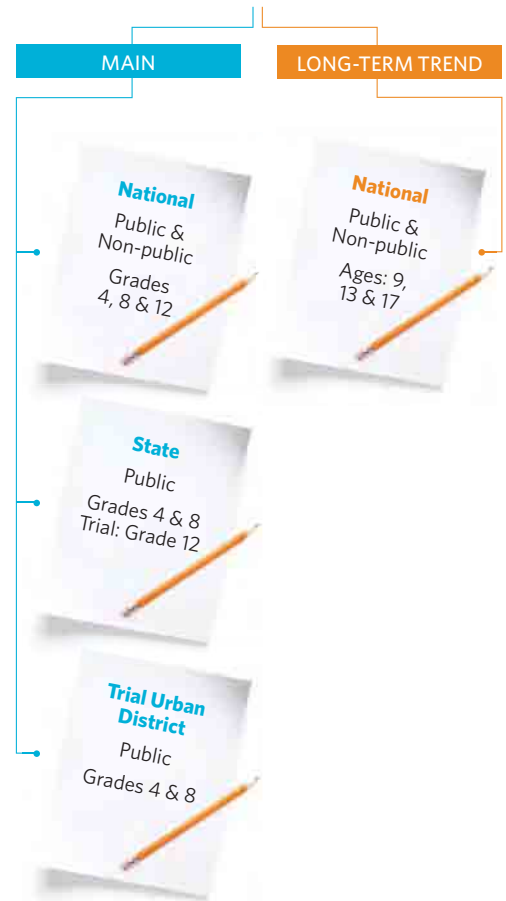 MAIN
LONG-TERM TREND
National
Public &
Non-public
Grades
4, 8 & 12
National
Public &
Non-public
Ages: 9,
13 & 17
State
Public
Grades 4 & 8
Trial: Grade 12
Trial Urban
District
Public
Grades 4 & 8